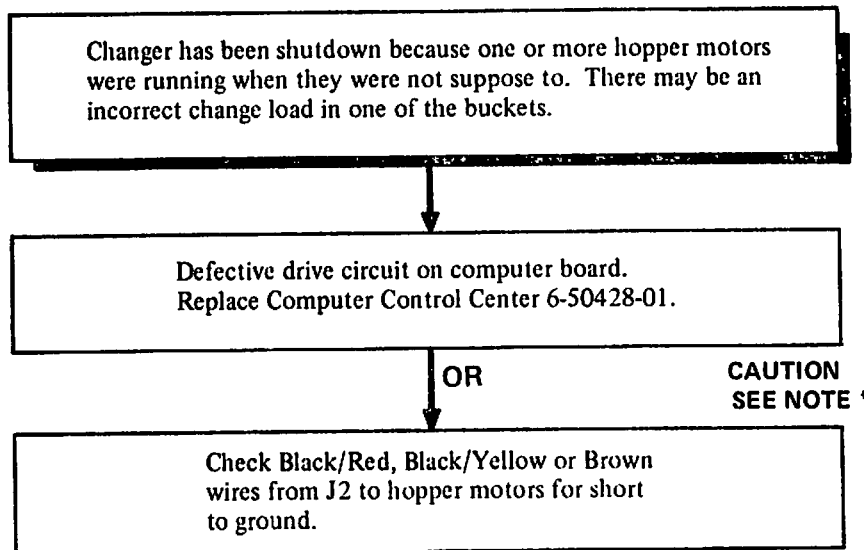 Changer has been shutdown because one or more hopper motors
were running when they were not suppose to. There may be an
incorrect change load in one of the buckets.
Defective drive circuit on computer board.
Replace Computer Control Center 6-50428-01.
OR
CAUTION
SEE NOTE
Check Black/Red, Black/Yellow or Brown
wires from J2 to hopper motors for short
to ground.